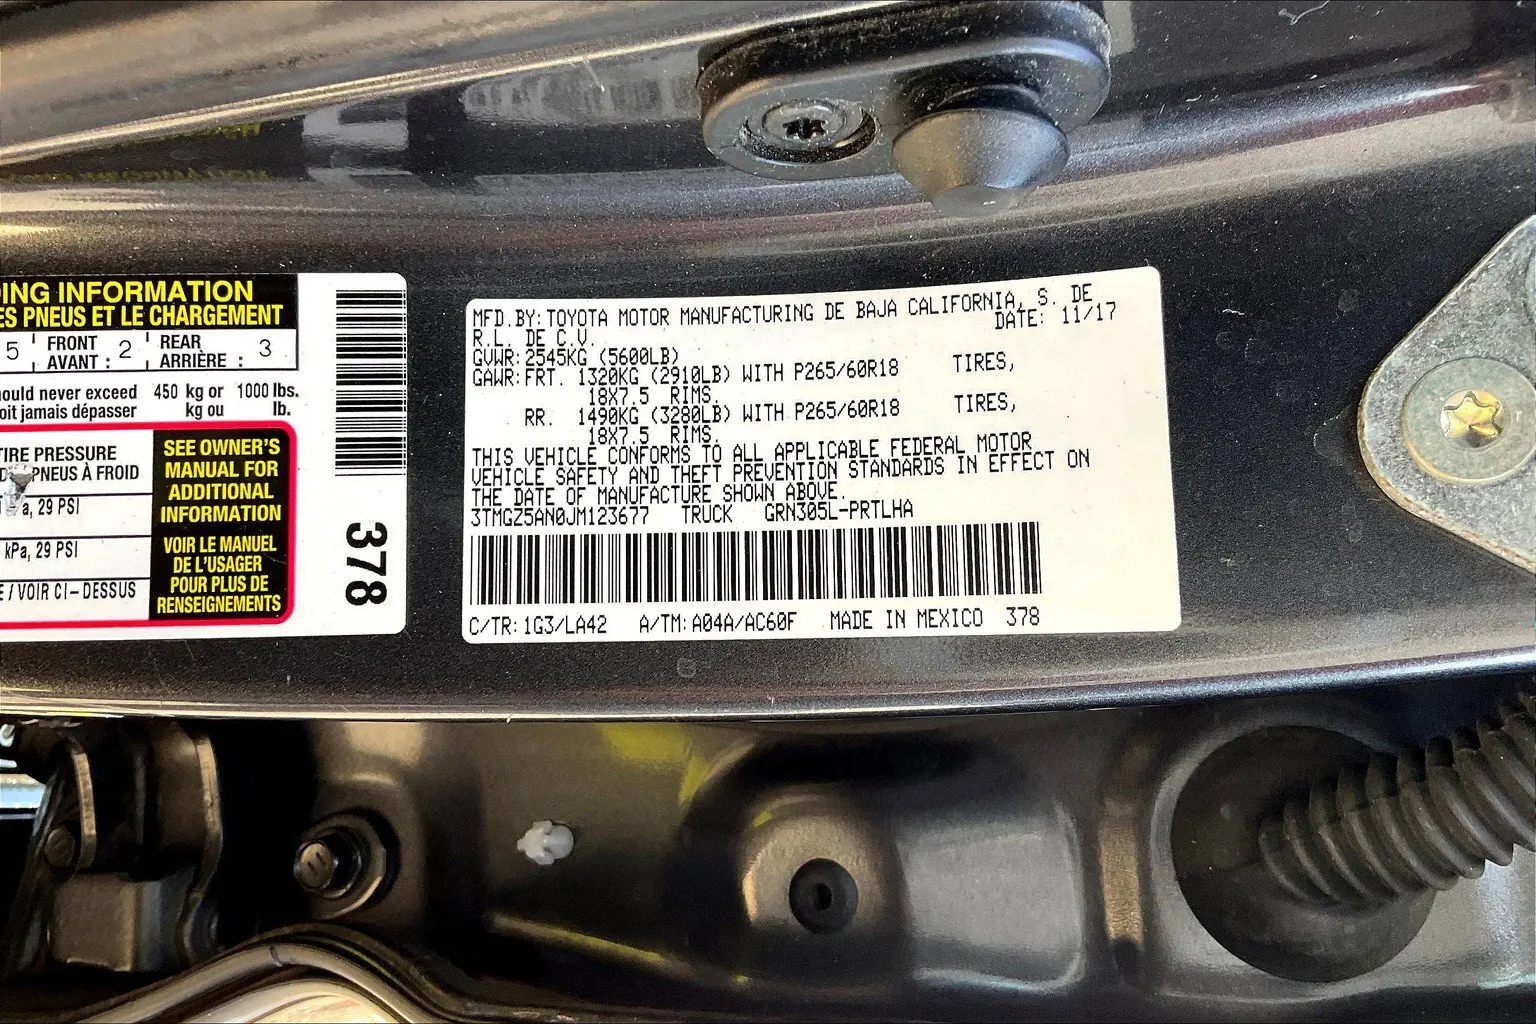 ING INFORMATION
ES PNEUS ET LE CHARGEMENT
5 FRONT AVANT : 2 REAR ARRIÈRE : 3
ould never exceed 450 kg or 1000 lbs.
oit jamais dépasser kg ou lb.
TIRE PRESSURE
PNEUS À FROID
a, 29 PSI
kPa, 29 PSI
E / VOIR CI-DESSUS
SEE OWNER'S
MANUAL FOR
ADDITIONAL
INFORMATION
VOIR LE MANUEL
DE L'USAGER
POUR PLUS DE
RENSEIGNEMENTS
378
MFD.BY:TOYOTA MOTOR MANUFACTURING DE BAJA CALIFORNIA, S. DE
R.L. DE C.V. DATE: 11/17
GVWR:2545KG (5600LB)
GAWR:FRT. 1320KG (2910LB) WITH P265/60R18 TIRES,
18X7.5 RIMS.
RR. 1490KG (3280LB) WITH P265/60R18 TIRES,
18X7.5 RIMS.
THIS VEHICLE CONFORMS TO ALL APPLICABLE FEDERAL MOTOR
VEHICLE SAFETY AND THEFT PREVENTION STANDARDS IN EFFECT ON
THE DATE OF MANUFACTURE SHOWN ABOVE.
3TMGZ5AN0JM123677 TRUCK GRN305L-PRTLHA
C/TR:1G3/LA42 A/TM:A04A/AC60F MADE IN MEXICO 378